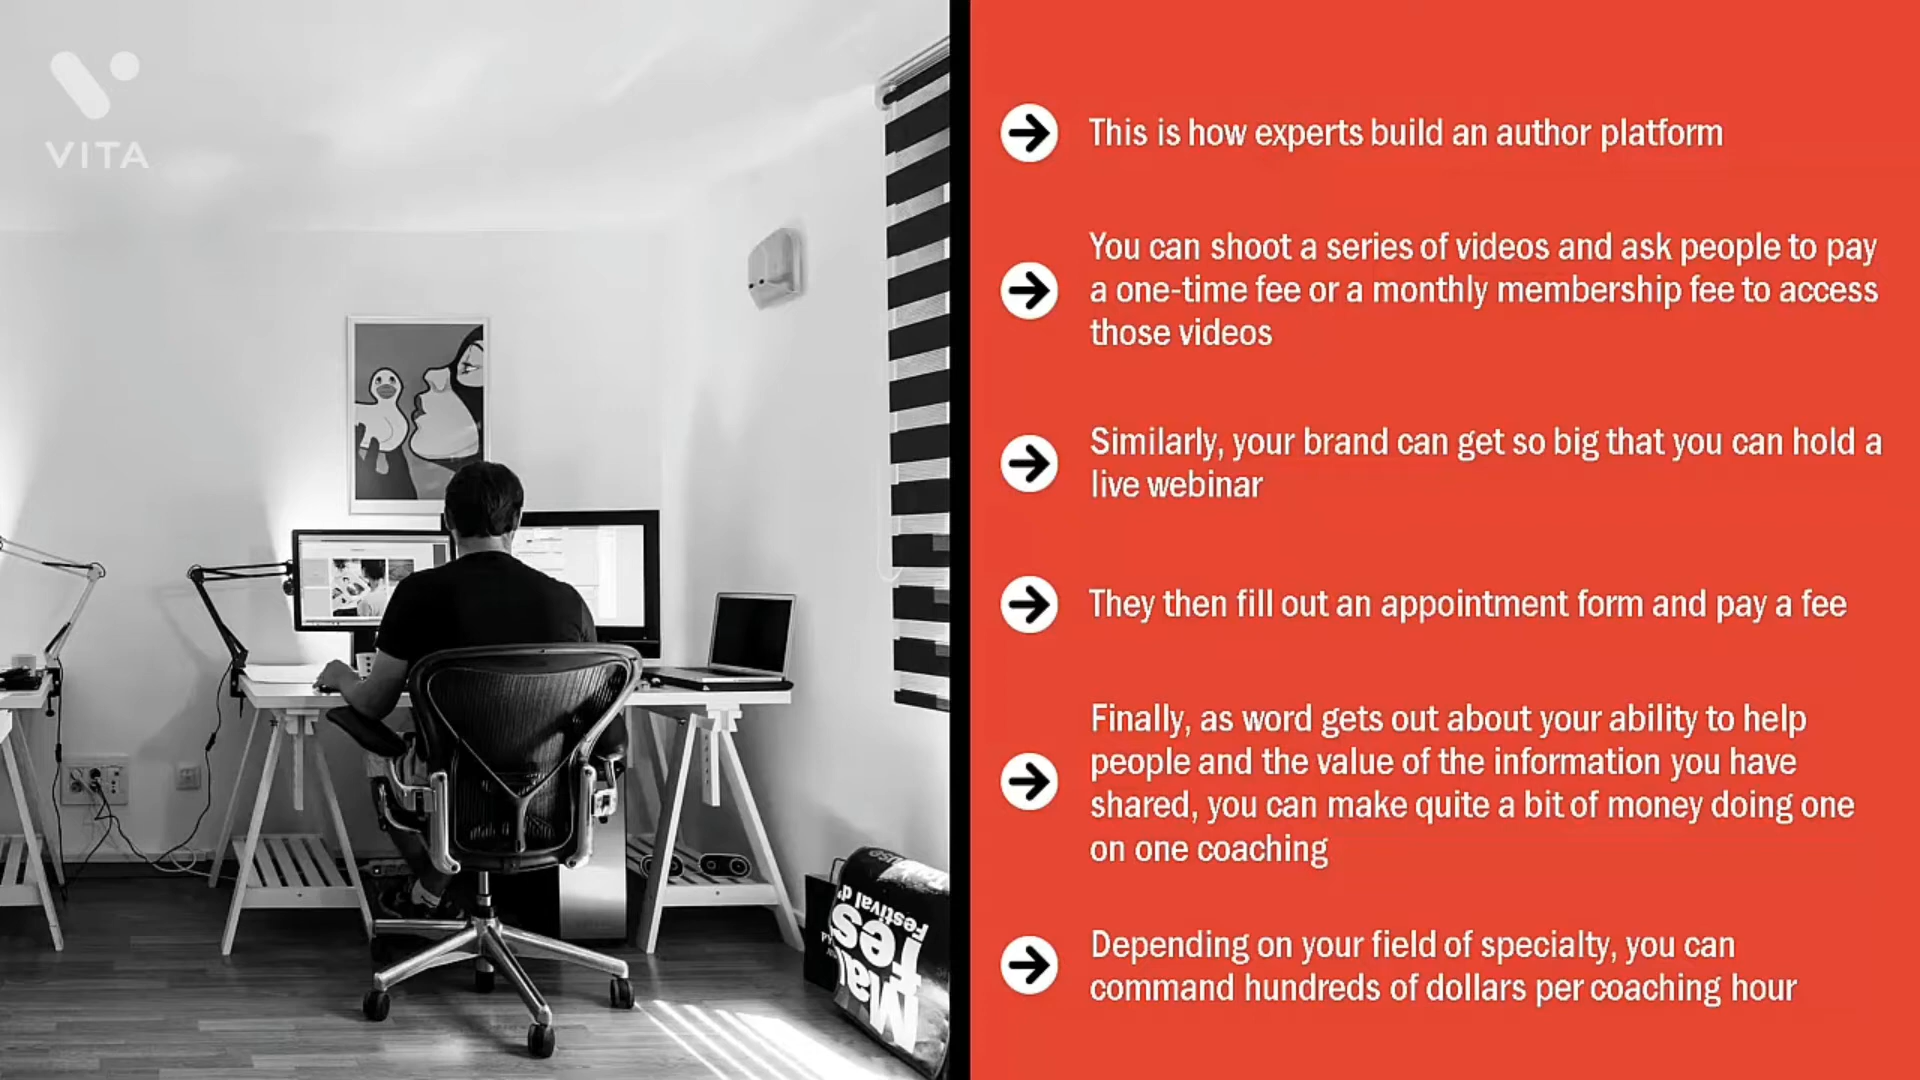 VITA
This is how experts build an author platform
You can shoot a series of videos and ask people to pay
a one-time fee or a monthly membership fee to access
those videos
Similarly, your brand can get so big that you can hold a
live webinar
They then fill out an appointment form and pay a fee
Finally, as word gets out about your ability to help
people and the value of the information you have
shared, you can make quite a bit of money doing one
on one coaching
Depending on your field of specialty, you can
command hundreds of dollars per coaching hour
Festival d'